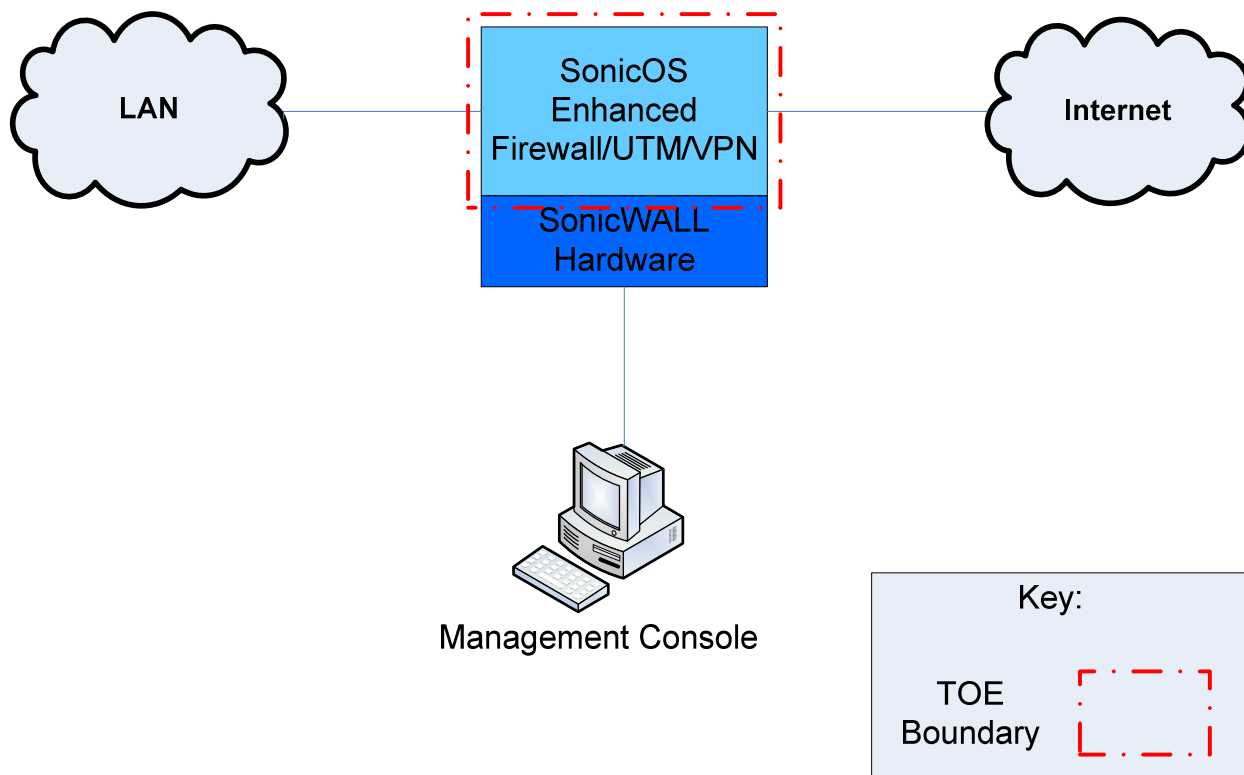 LAN
SonicOS
Enhanced
Firewall/UTM/VPN
Internet
SonicWALL
Hardware
Management Console
Key:
TOE
Boundary